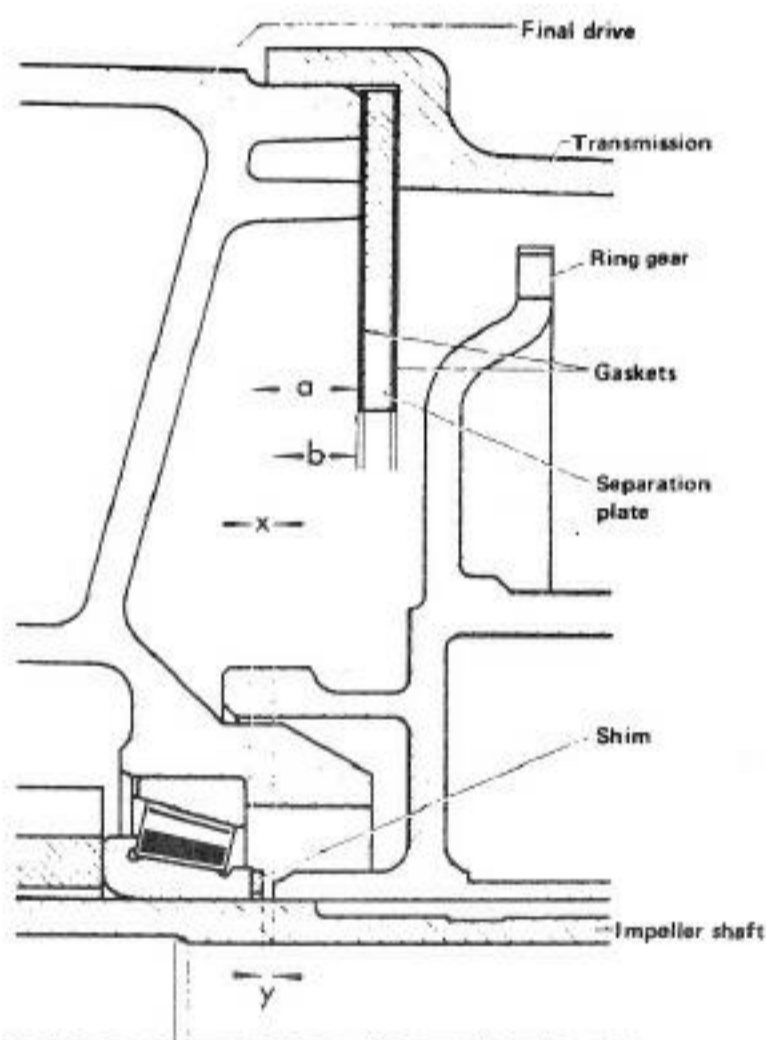 Final drive
Transmission
Ring gear
Gaskets
a
b
Separation
plate
x
Shim
Impeller shaft
y